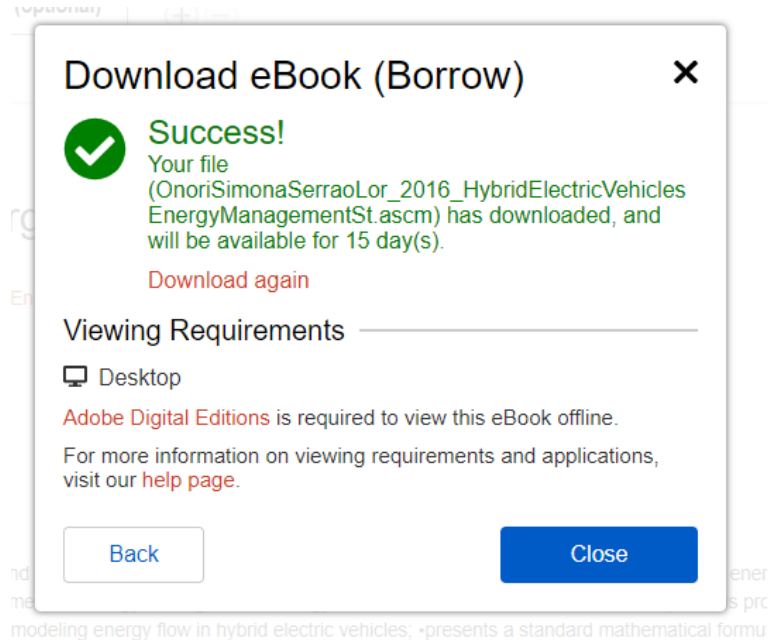 (optional)
Download eBook (Borrow)
Success!
Your file
(OnoriSimonaSerraoLor_2016_HybridElectricVehicles
EnergyManagementSt.ascm) has downloaded, and
will be available for 15 day(s).
Download again
Viewing Requirements
Desktop
Adobe Digital Editions is required to view this eBook offline.
For more information on viewing requirements and applications,
visit our help page.
Back
Close
modeling energy flow in hybrid electric vehicles; •presents a standard mathematical formu